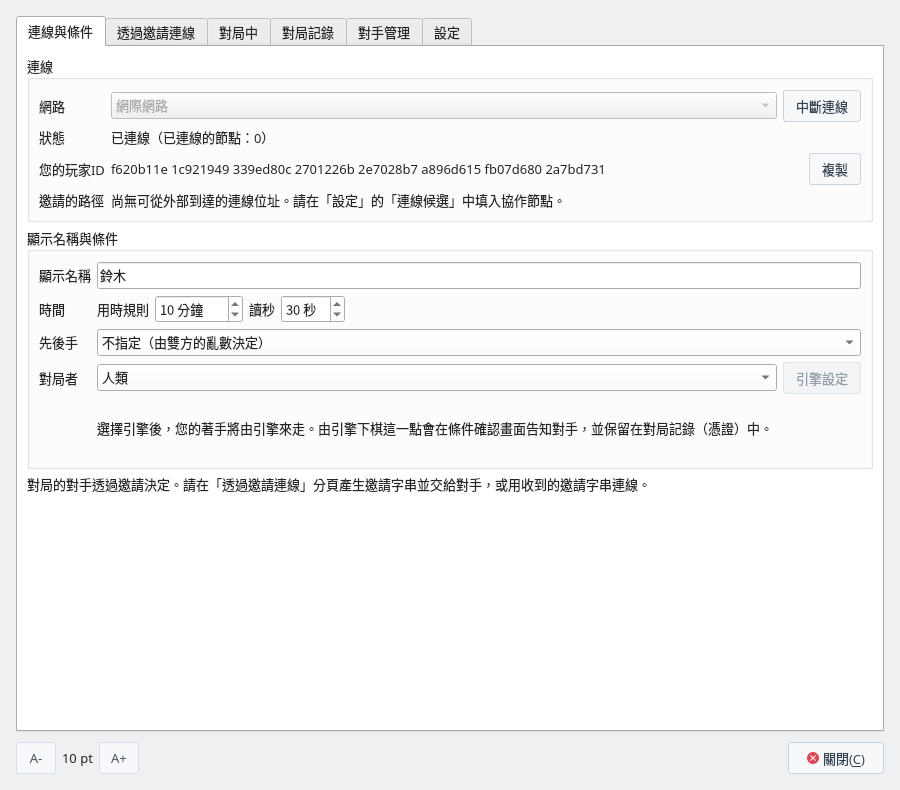 連線與條件 透過邀請連線 對局中 對局記錄 對手管理 設定
連線
網路 網際網路 中斷連線
狀態 已連線（已連線的節點：0）
您的玩家ID f620b11e 1c921949 339ed80c 2701226b 2e7028b7 a896d615 fb07d680 2a7bd731 複製
邀請的路徑 尚無可從外部到達的連線位址。請在「設定」的「連線候選」中填入協作節點。
顯示名稱與條件
顯示名稱 鈴木
時間 用時規則 10 分鐘 讀秒 30 秒
先後手 不指定（由雙方的亂數決定）
對局者 人類 引擎設定
選擇引擎後，您的著手將由引擎來走。由引擎下棋這一點會在條件確認畫面告知對手，並保留在對局記錄（憑證）中。
對局的對手透過邀請決定。請在「透過邀請連線」分頁產生邀請字串並交給對手，或用收到的邀請字串連線。
A- 10 pt A+ 關閉(C)